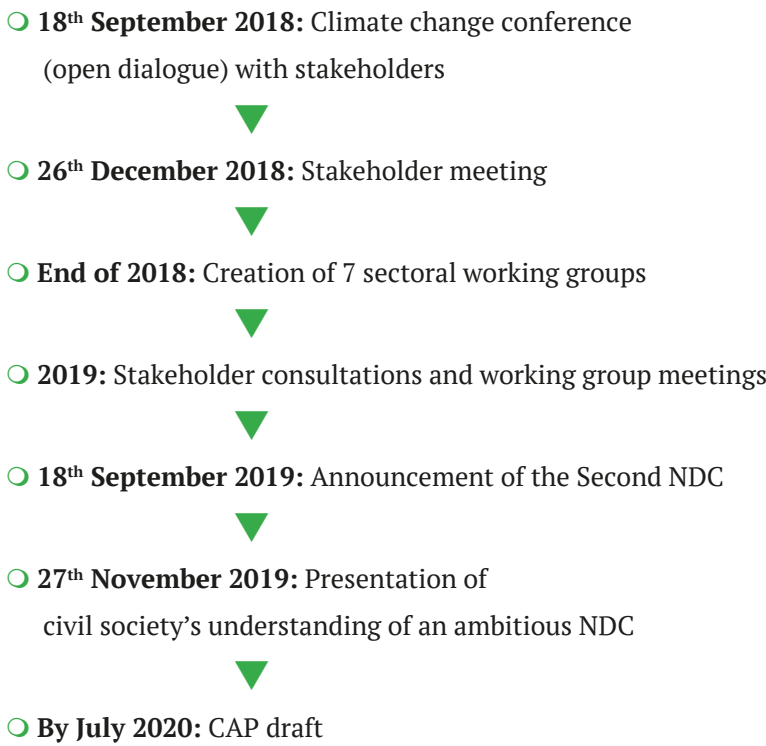 18th September 2018: Climate change conference
(open dialogue) with stakeholders
26th December 2018: Stakeholder meeting
End of 2018: Creation of 7 sectoral working groups
2019: Stakeholder consultations and working group meetings
18th September 2019: Announcement of the Second NDC
27th November 2019: Presentation of
civil society’s understanding of an ambitious NDC
By July 2020: CAP draft